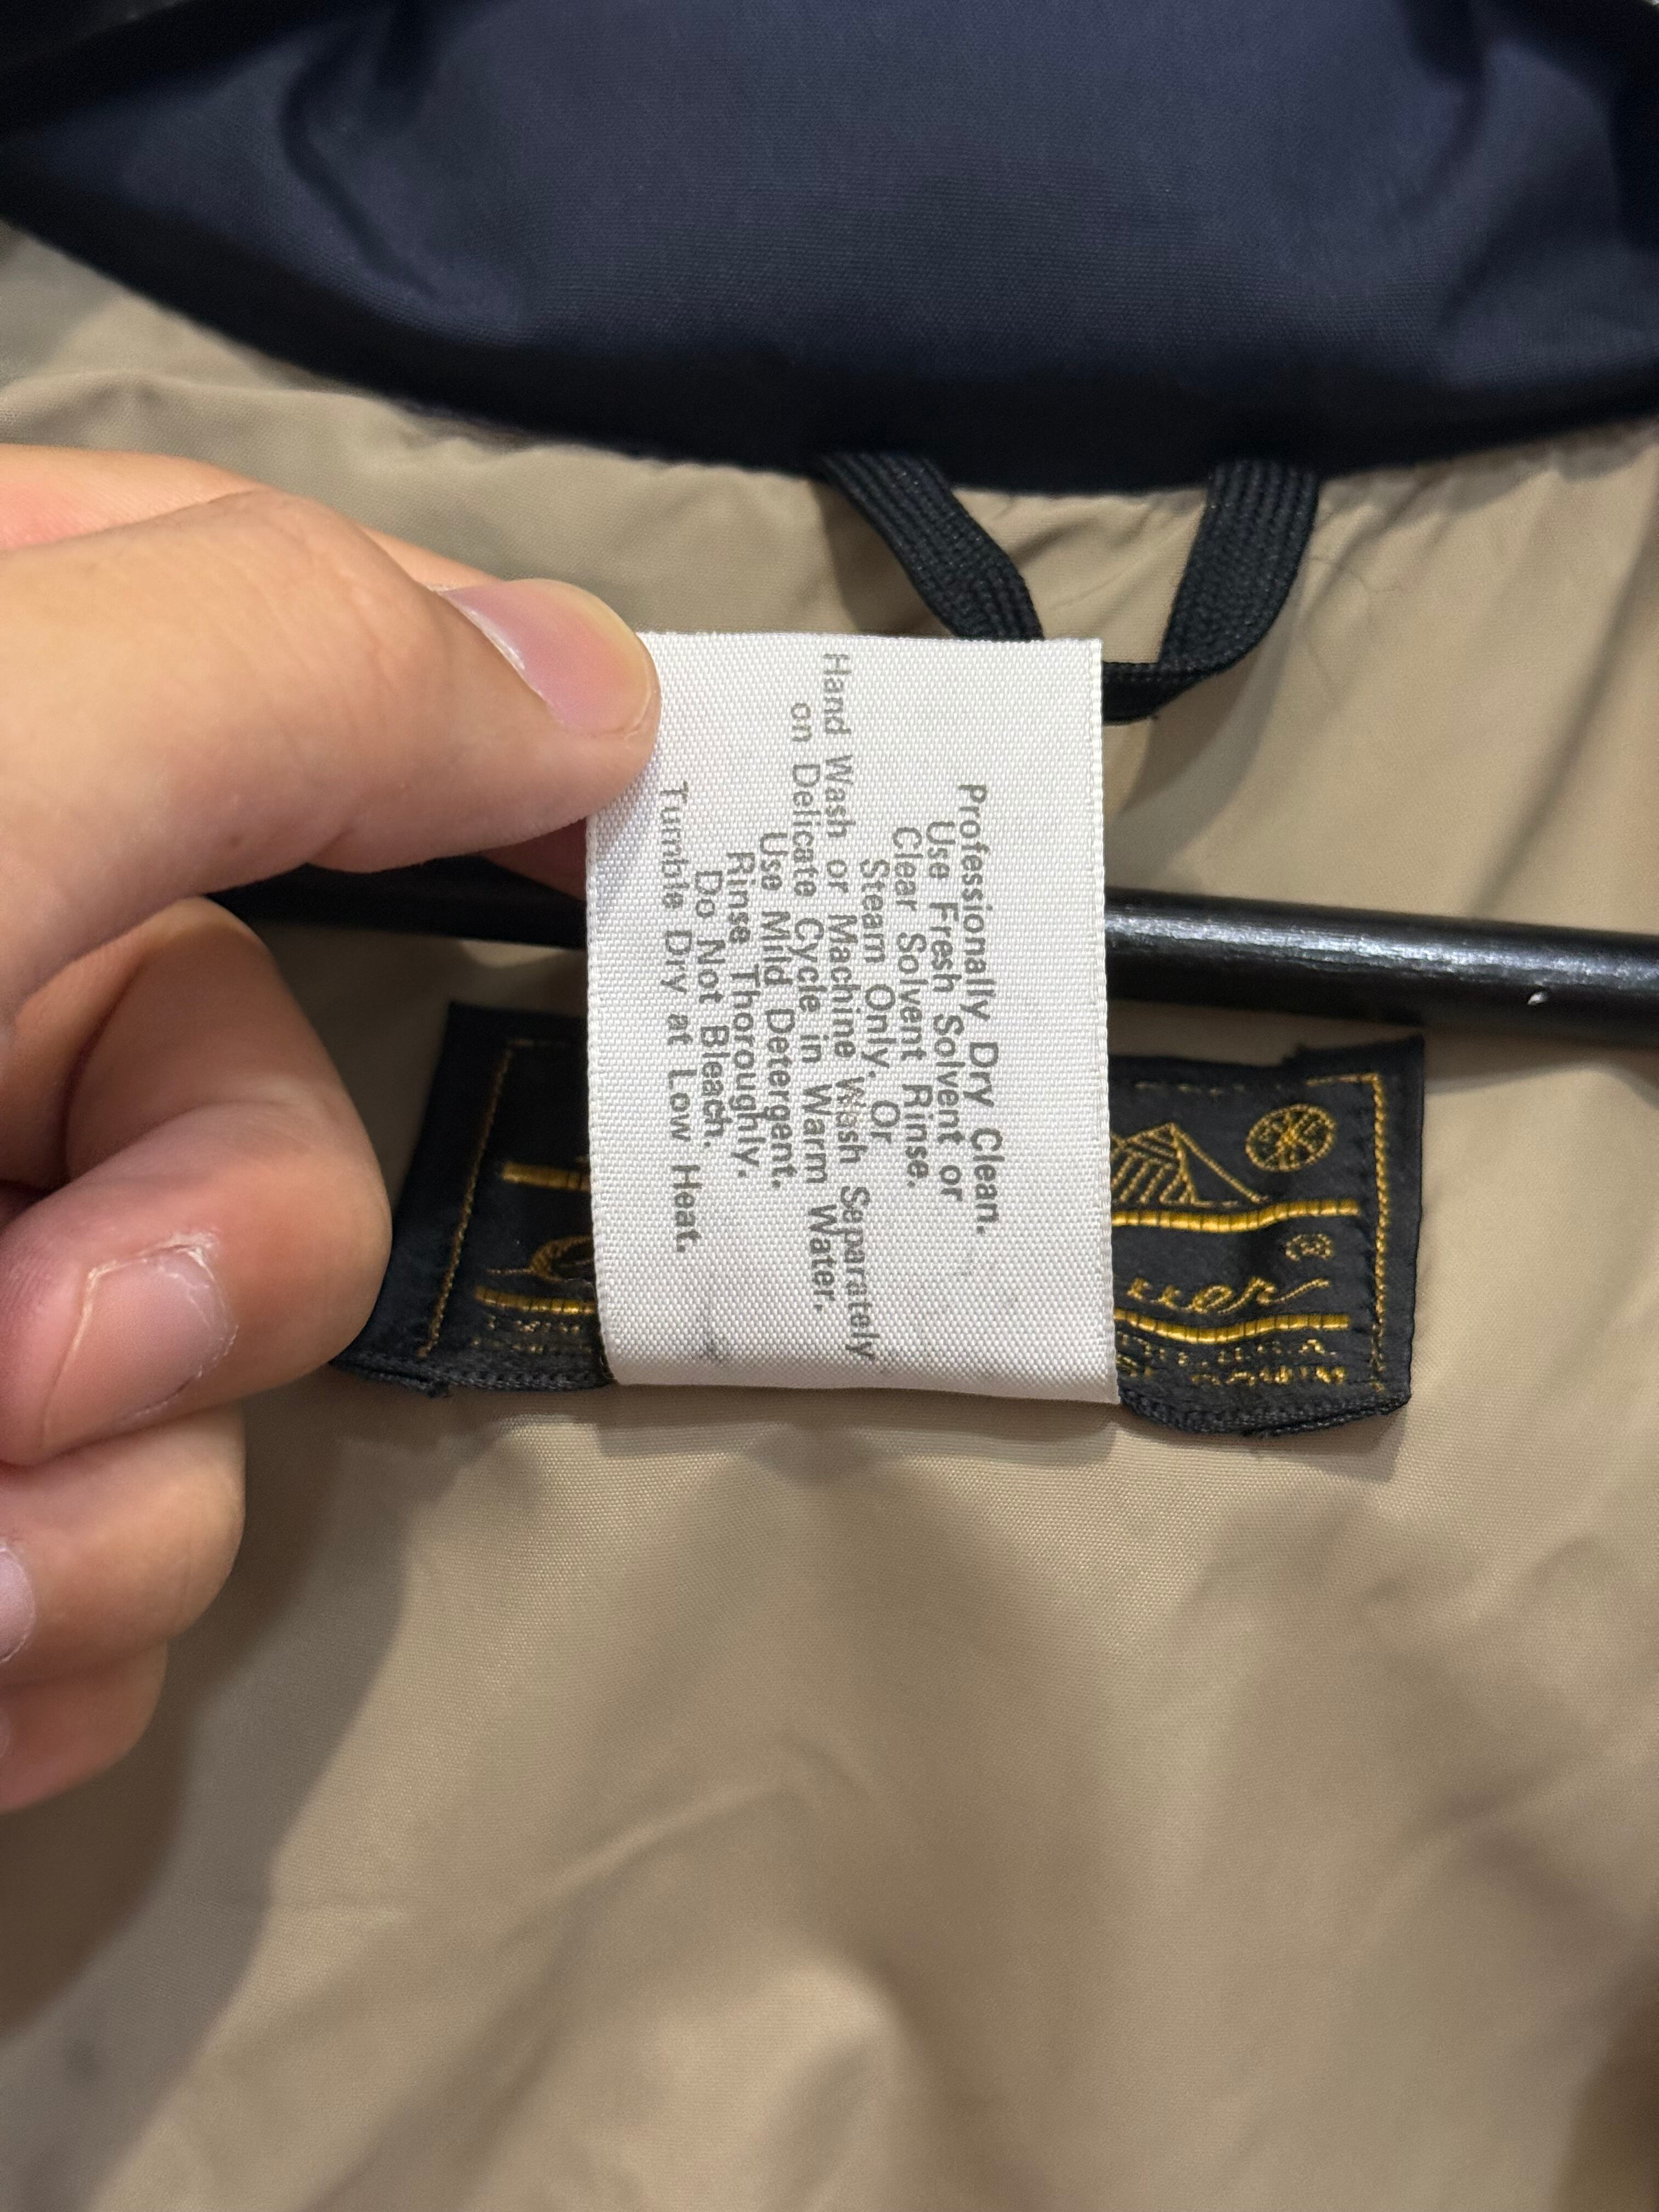 Professionally Dry Clean.
Use Fresh Solvent or
Clear Solvent Rinse.
Steam Only. Or
Hand Wash or Machine Wash Separately
on Delicate Cycle in Warm Water.
Use Mild Detergent.
Rinse Thoroughly.
Do Not Bleach.
Tumble Dry at Low Heat.
uer
U.S.A.